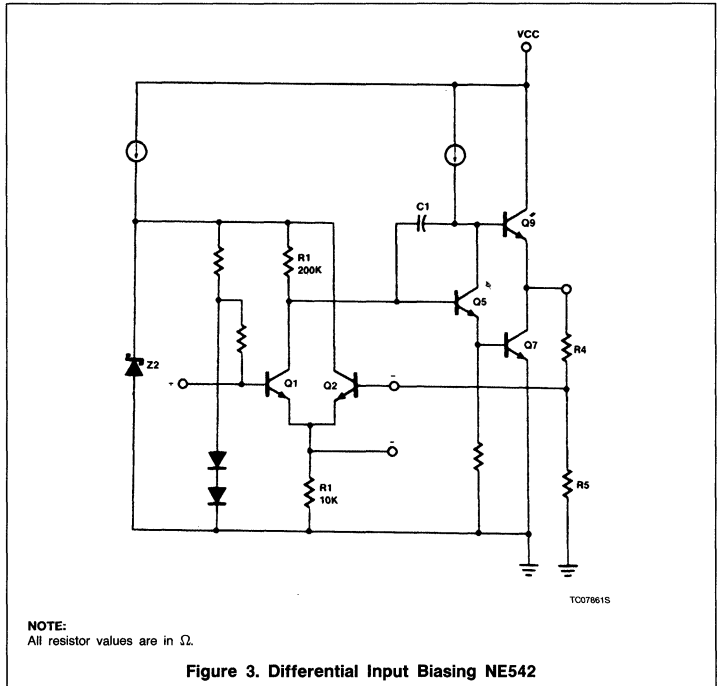 VCC
C1
Q9
R1
200K
Q5
Z2
Q7
R4
+
Q1
Q2
-
-
R1
10K
R5
TC07861S
NOTE:
All resistor values are in Ω.
Figure 3. Differential Input Biasing NE542